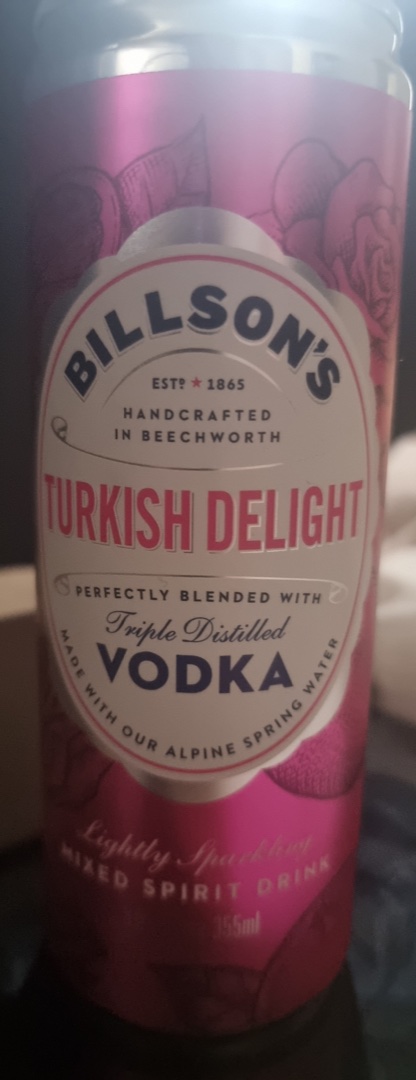 BILLSON'S
ESTD ★ 1865
HANDCRAFTED
IN BEECHWORTH
TURKISH DELIGHT
PERFECTLY BLENDED WITH
Triple Distilled
VODKA
MADE WITH OUR ALPINE SPRING WATER
Lightly Sparkling
MIXED SPIRIT DRINK
355ml